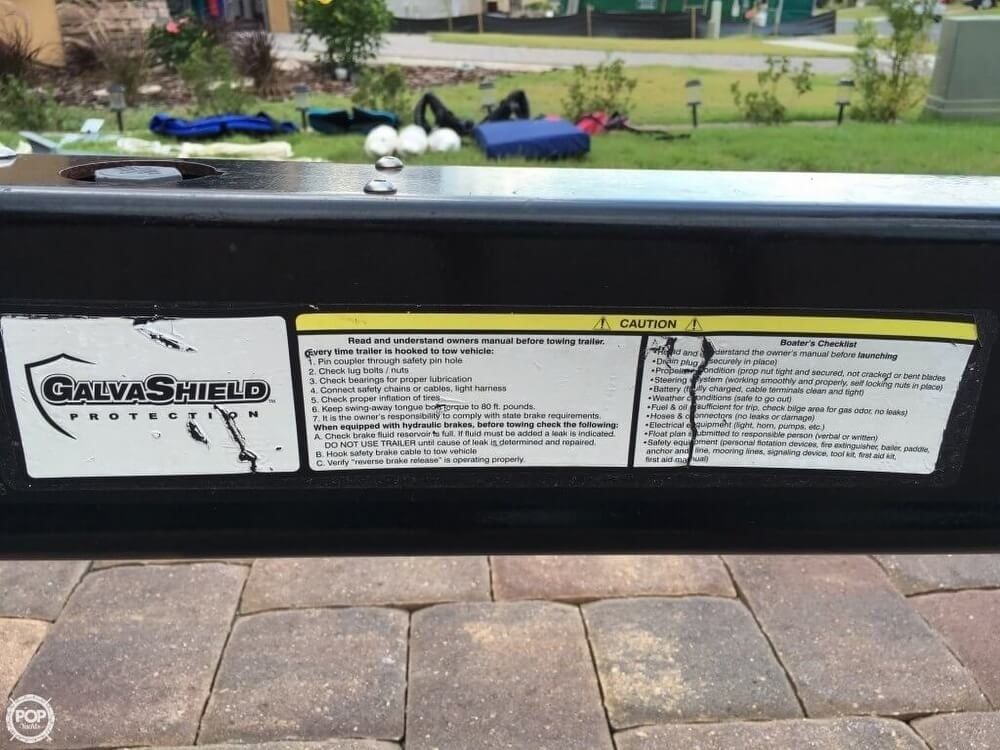 GALVASHIELD
PROTECTION
CAUTION
Read and understand owners manual before towing trailer.
Every time trailer is hooked to tow vehicle:
1. Pin coupler through safety pin hole
2. Check lug bolts / nuts
3. Check bearings for proper lubrication
4. Connect safety chains or cables, light harness
5. Check proper inflation of tires
6. Keep swing-away tongue bolt torque to 80 ft. pounds.
7. It is the owner's responsibility to comply with state brake requirements.
When equipped with hydraulic brakes, before towing check the following:
A. Check brake fluid reservoir is full. If fluid must be added a leak is indicated.
DO NOT USE TRAILER until cause of leak is determined and repaired.
B. Hook safety brake cable to tow vehicle
C. Verify "reverse brake release" is operating properly.
Boater's Checklist
•Read and understand the owner's manual before launching
•Drain plug (securely in place)
•Propeller condition (prop nut tight and secured, not cracked or bent blades
•Steering system (working smoothly and properly, self locking nuts in place)
•Battery (fully charged, cable terminals clean and tight)
•Weather conditions (safe to go out)
•Fuel & oil (sufficient for trip, check bilge area for gas odor, no leaks)
•Hoses & connectors (no leaks or damage)
•Electrical equipment (light, horn, pumps, etc.)
•Float plan submitted to responsible person (verbal or written)
•Safety equipment (personal flotation devices, fire extinguisher, bailer, paddle,
anchor and line, mooring lines, signaling device, tool kit, first aid kit,
first aid manual)
POP
Yachts